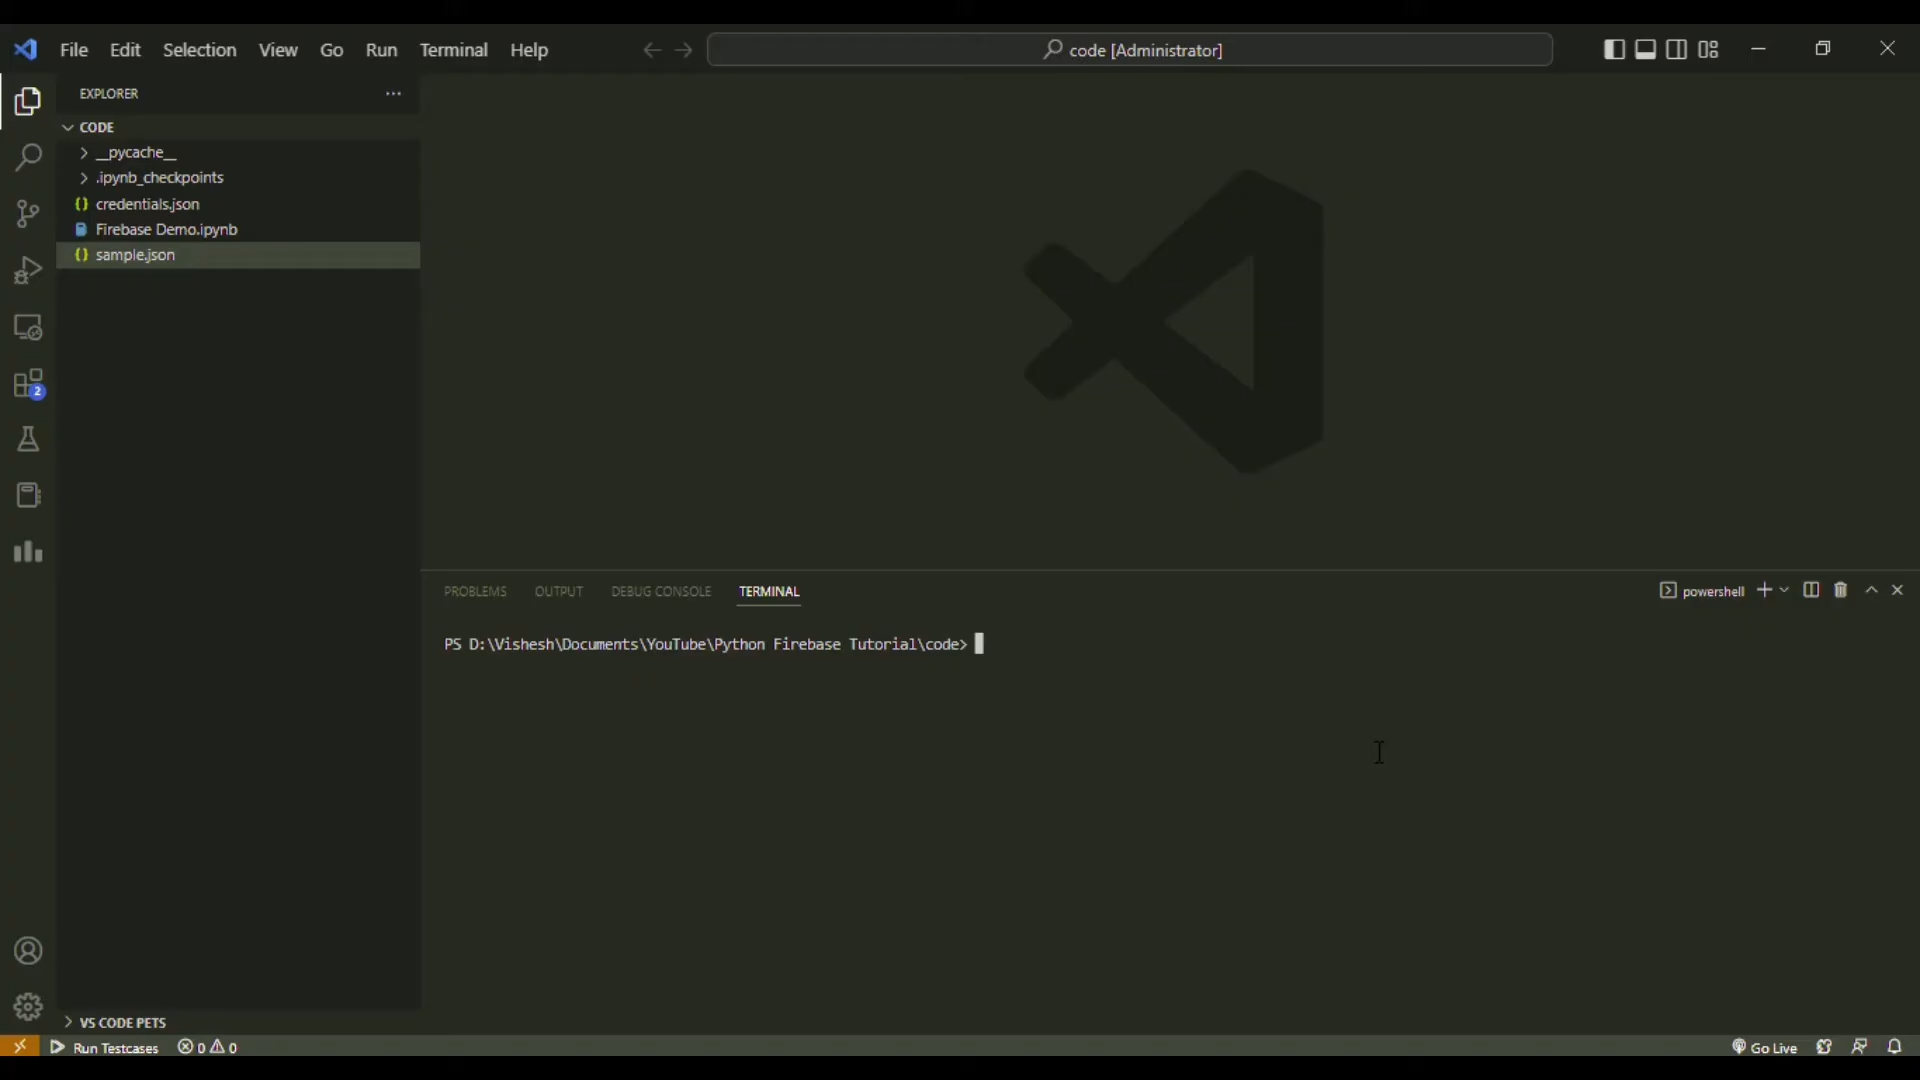 File Edit Selection View Go Run Terminal Help
code [Administrator]
EXPLORER
CODE
__pycache__
.ipynb_checkpoints
credentials.json
Firebase Demo.ipynb
sample.json
2
PROBLEMS OUTPUT DEBUG CONSOLE TERMINAL
powershell
PS D:\Vishesh\Documents\YouTube\Python Firebase Tutorial\code>
VS CODE PETS
Run Testcases 0 0
Go Live